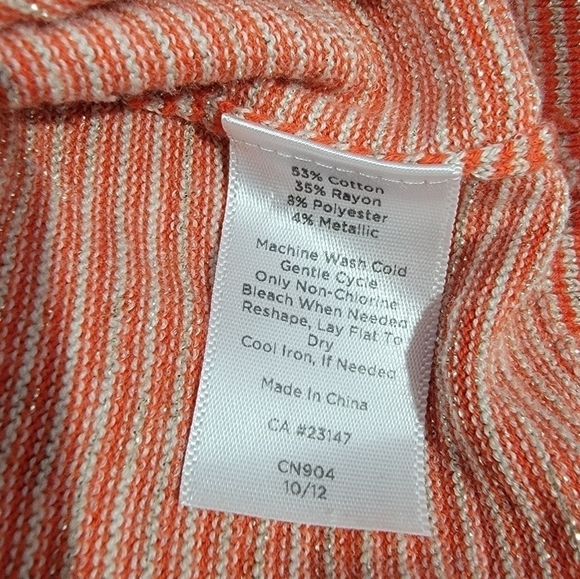 53% Cotton
35% Rayon
8% Polyester
4% Metallic
Machine Wash Cold
Gentle Cycle
Only Non-Chlorine
Bleach When Needed
Reshape, Lay Flat To
Dry
Cool Iron, if Needed
Made In China
CA #23147
CN904
10/12